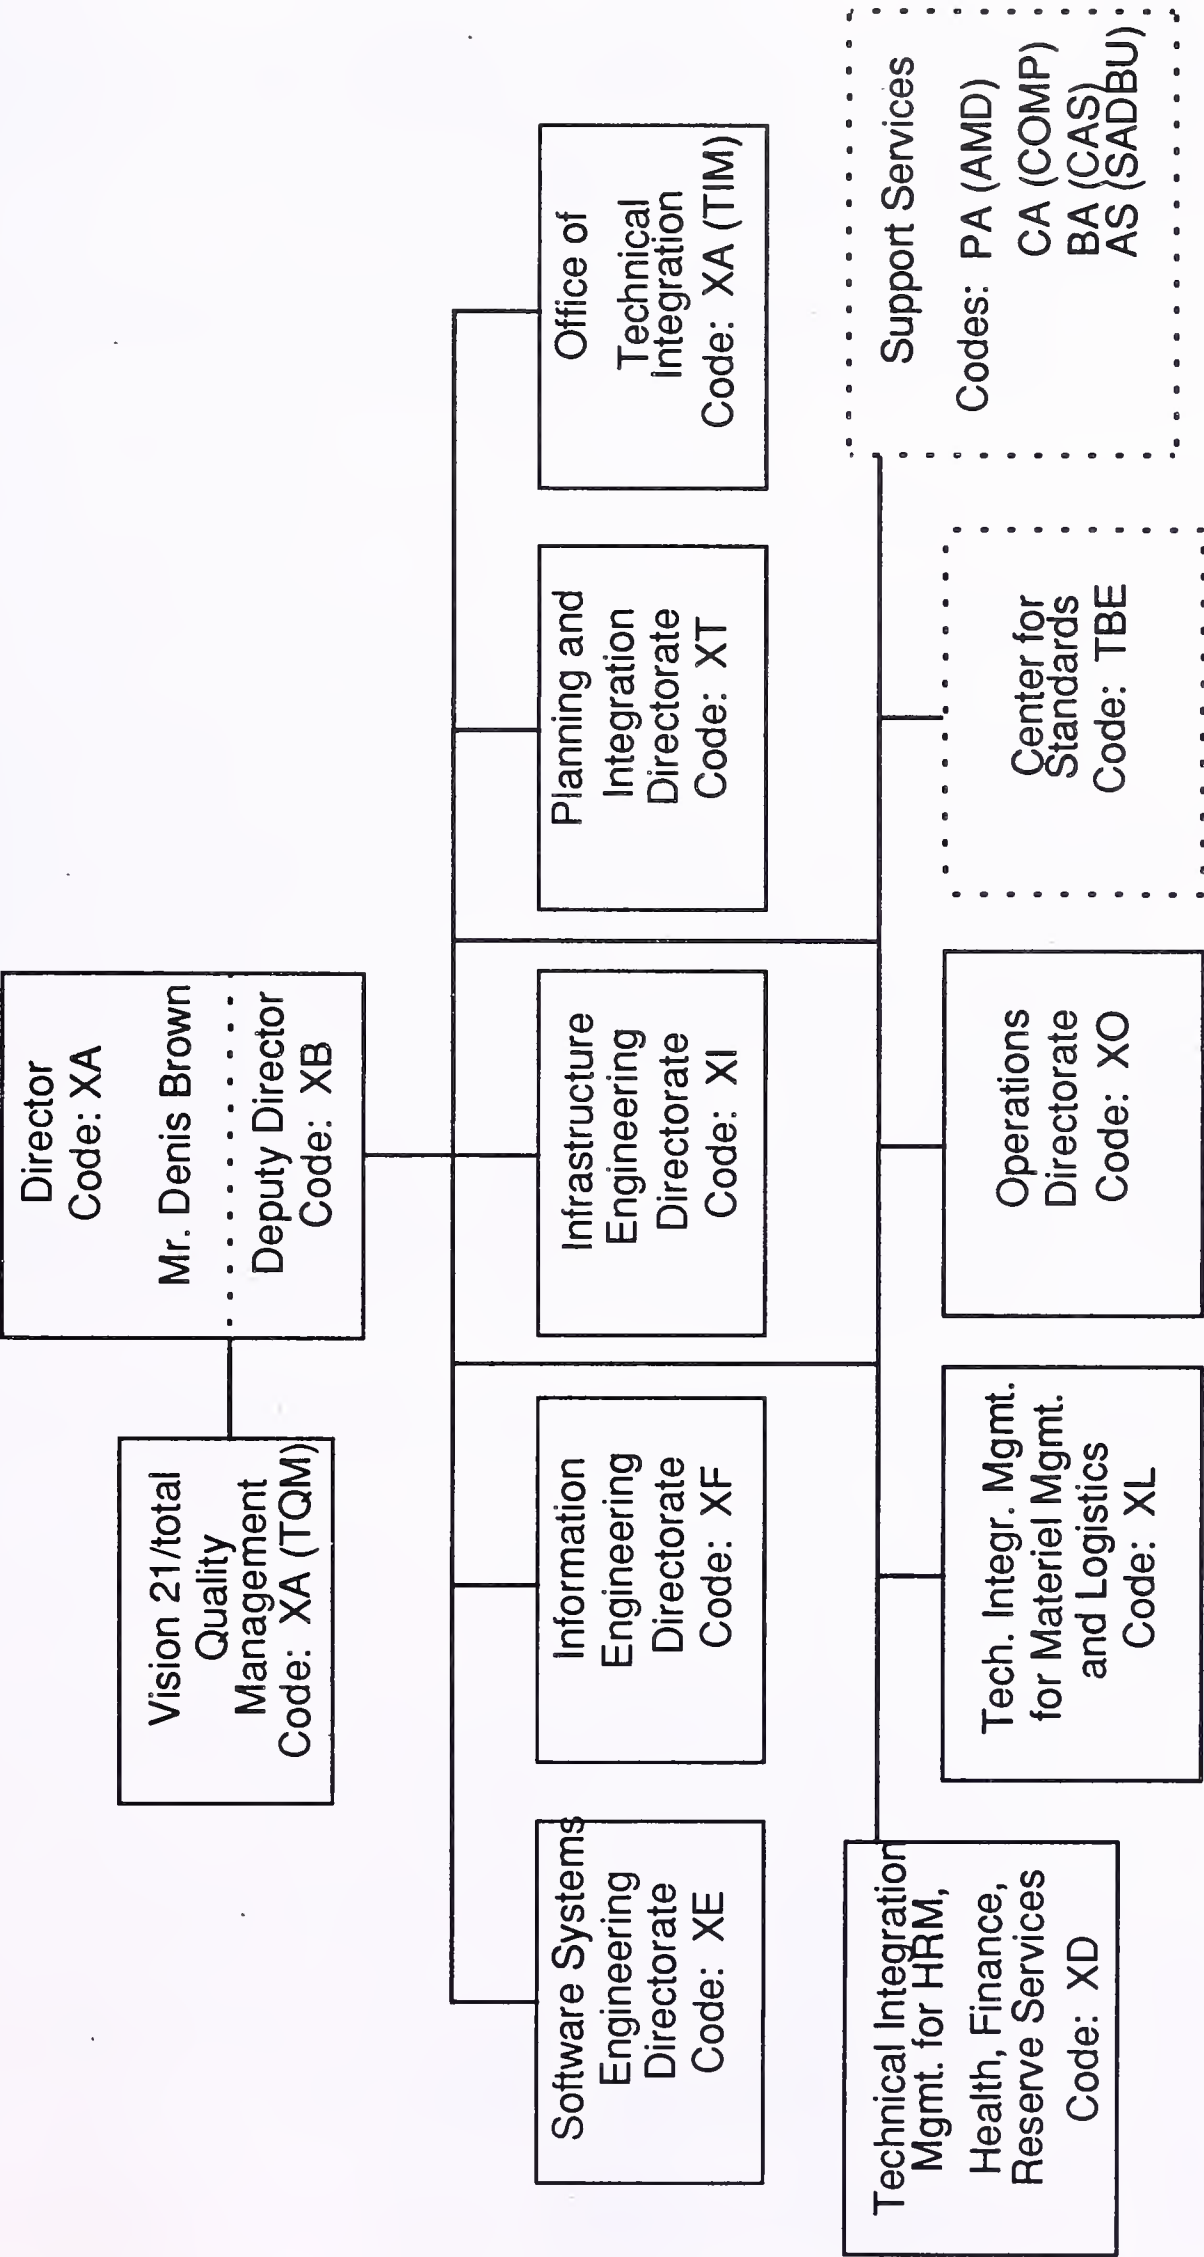 Director
Code: XA
Mr. Denis Brown
Deputy Director
Code: XB
Vision 21/total
Quality
Management
Code: XA (TQM)
Software Systems
Engineering
Directorate
Code: XE
Information
Engineering
Directorate
Code: XF
Infrastructure
Engineering
Directorate
Code: XI
Planning and
Integration
Directorate
Code: XT
Office of
Technical
Integration
Code: XA (TIM)
Technical Integration
Mgmt. for HRM,
Health, Finance,
Reserve Services
Code: XD
Tech. Integr. Mgmt.
for Materiel Mgmt.
and Logistics
Code: XL
Operations
Directorate
Code: XO
Center for
Standards
Code: TBE
Support Services
Codes: PA (AMD)
CA (COMP)
BA (CAS)
AS (SADBU)